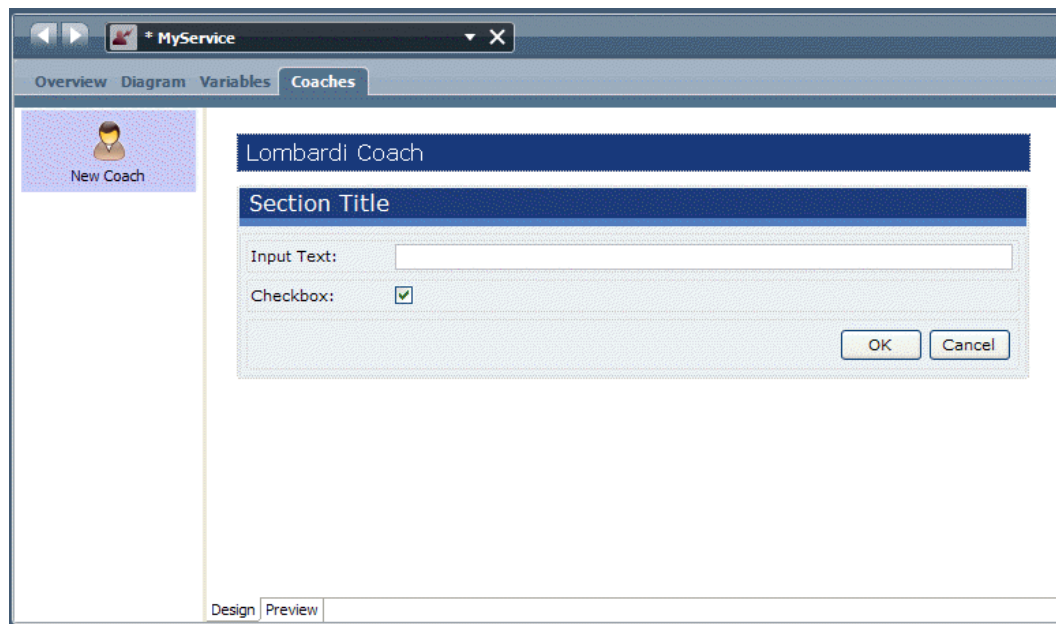 * MyService
Overview Diagram Variables Coaches
New Coach
Lombardi Coach
Section Title
Input Text:
Checkbox:
OK Cancel
Design Preview